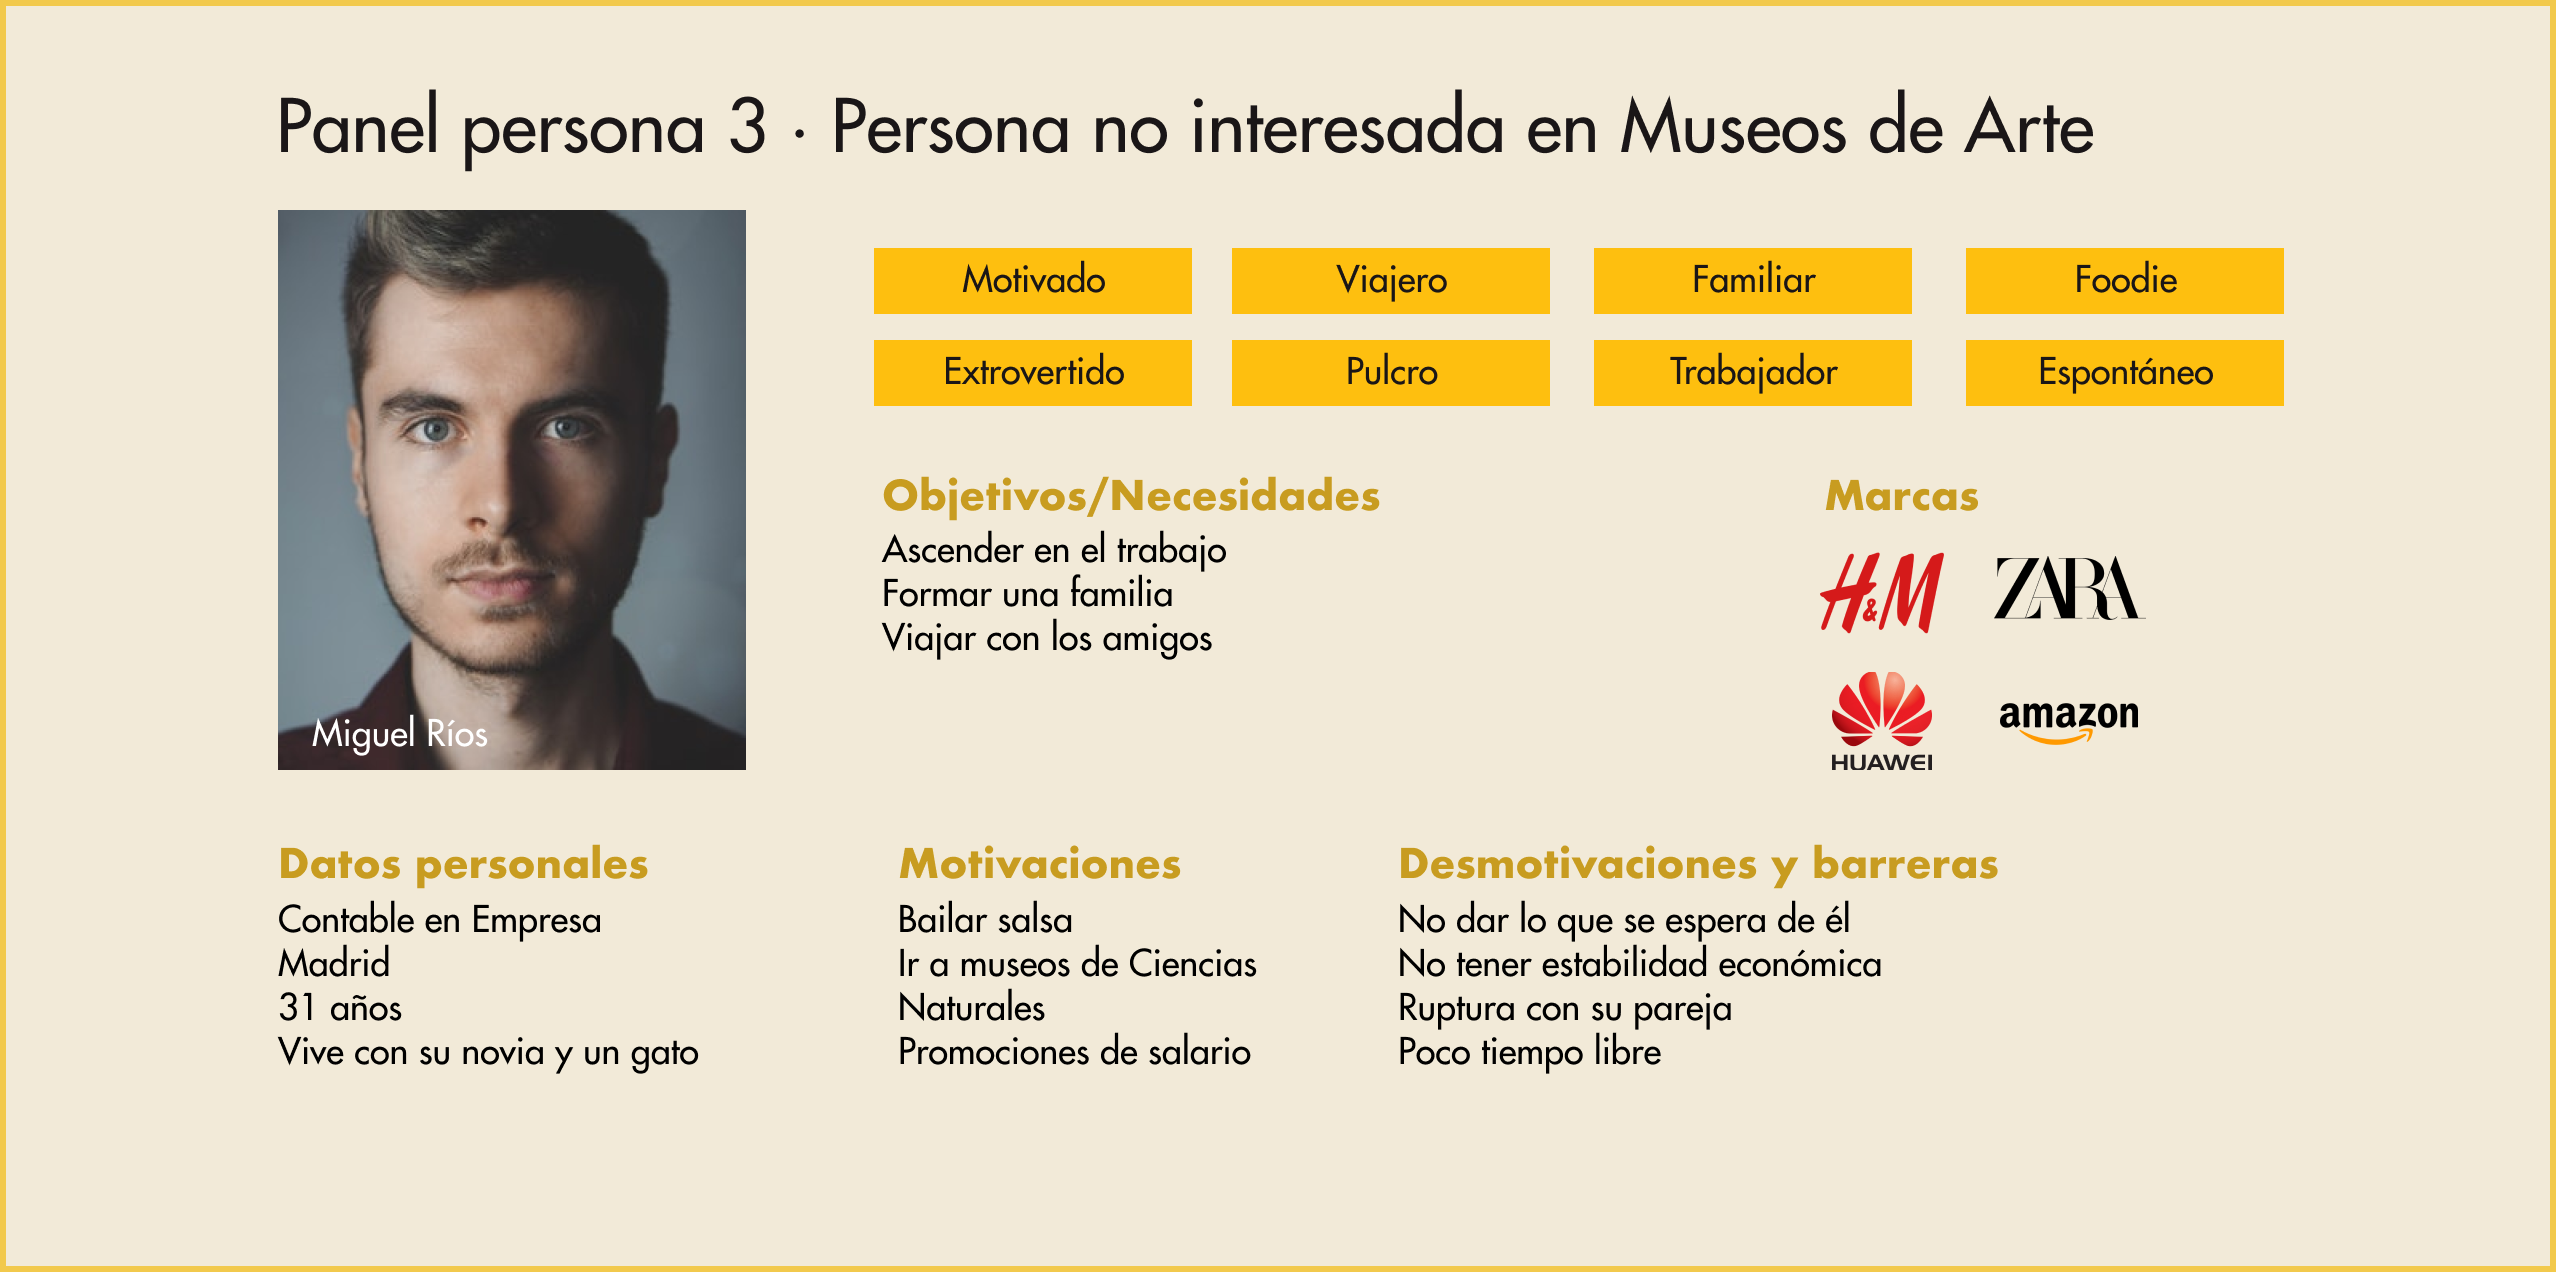 Panel persona 3 · Persona no interesada en Museos de Arte
Motivado
Viajero
Familiar
Foodie
Extrovertido
Pulcro
Trabajador
Espontáneo
Miguel Ríos
Objetivos/Necesidades
Ascender en el trabajo
Formar una familia
Viajar con los amigos
Marcas
H&M
ZARA
HUAWEI
amazon
Datos personales
Contable en Empresa
Madrid
31 años
Vive con su novia y un gato
Motivaciones
Bailar salsa
Ir a museos de Ciencias
Naturales
Promociones de salario
Desmotivaciones y barreras
No dar lo que se espera de él
No tener estabilidad económica
Ruptura con su pareja
Poco tiempo libre